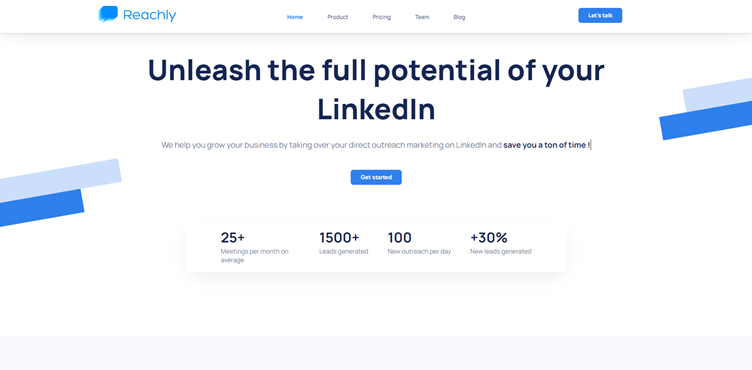 Reachly
Home Product Pricing Team Blog
Let's talk
Unleash the full potential of your
LinkedIn
We help you grow your business by taking over your direct outreach marketing on LinkedIn and save you a ton of time !
Get started
25+ 1500+ 100 +30%
Meetings per month on Leads generated New outreach per day New leads generated
average